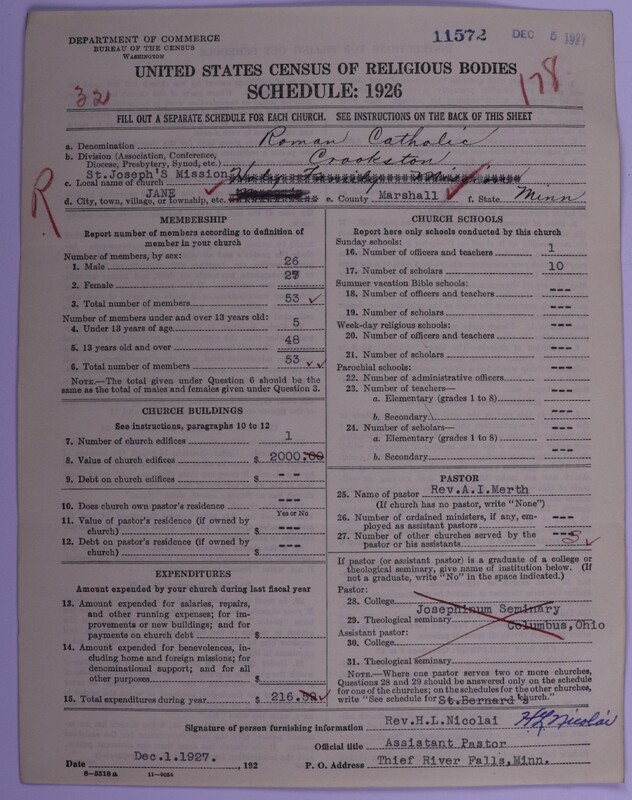 DEPARTMENT OF COMMERCE
BUREAU OF THE CENSUS
WASHINGTON
11572 DEC 5 1927
UNITED STATES CENSUS OF RELIGIOUS BODIES
SCHEDULE: 1926
32
178
FILL OUT A SEPARATE SCHEDULE FOR EACH CHURCH. SEE INSTRUCTIONS ON THE BACK OF THIS SHEET
a. Denomination Roman Catholic
b. Division (Association, Conference, Diocese, Presbytery, Synod, etc.) Crookston
St.Joseph'S Mission
c. Local name of church
JANE
d. City, town, village, or township, etc. e. County Marshall f. State Minn
R
MEMBERSHIP
Report number of members according to definition of member in your church
Number of members, by sex:
1. Male 26
2. Female 27
3. Total number of members 53
Number of members under and over 13 years old:
4. Under 13 years of age 5
5. 13 years old and over 48
6. Total number of members 53
NOTE.—The total given under Question 6 should be the same as the total of males and females given under Question 3.
CHURCH BUILDINGS
See instructions, paragraphs 10 to 12
7. Number of church edifices 1
8. Value of church edifices $ 2000.00
9. Debt on church edifices - -
10. Does church own pastor's residence ---
Yes or No
11. Value of pastor's residence (if owned by church) $ ---
12. Debt on pastor's residence (if owned by church) $ ---
EXPENDITURES
Amount expended by your church during last fiscal year
13. Amount expended for salaries, repairs, and other running expenses; for improvements or new buildings; and for payments on church debt $
14. Amount expended for benevolences, including home and foreign missions; for denominational support; and for all other purposes $
15. Total expenditures during year $ 216.
CHURCH SCHOOLS
Report here only schools conducted by this church
Sunday schools:
16. Number of officers and teachers 1
17. Number of scholars 10
Summer vacation Bible schools:
18. Number of officers and teachers ---
19. Number of scholars ---
Week-day religious schools:
20. Number of officers and teachers ---
21. Number of scholars ---
Parochial schools:
22. Number of administrative officers ---
23. Number of teachers—
a. Elementary (grades 1 to 8) ---
b. Secondary ---
24. Number of scholars—
a. Elementary (grades 1 to 8) ---
b. Secondary ---
PASTOR
25. Name of pastor Rev.A.I.Merth
(If church has no pastor, write "None")
26. Number of ordained ministers, if any, employed as assistant pastors ---
27. Number of other churches served by the pastor or his assistants 3
If pastor (or assistant pastor) is a graduate of a college or theological seminary, give name of institution below. (If not a graduate, write "No" in the space indicated.)
Pastor:
28. College
Josephinum Seminary
29. Theological seminary Columbus,Ohio
Assistant pastor:
30. College
31. Theological seminary
NOTE.—Where one pastor serves two or more churches, Questions 28 and 29 should be answered only on the schedule for one of the churches; on the schedules for the other churches, write "See schedule for St.Bernard's church."
Signature of person furnishing information Rev.H.L.Nicolai HL Nicolai
Official title Assistant Pastor
Date Dec.1.1927. , 192 P. O. Address Thief River Falls,Minn.
8—5518a 11—9034